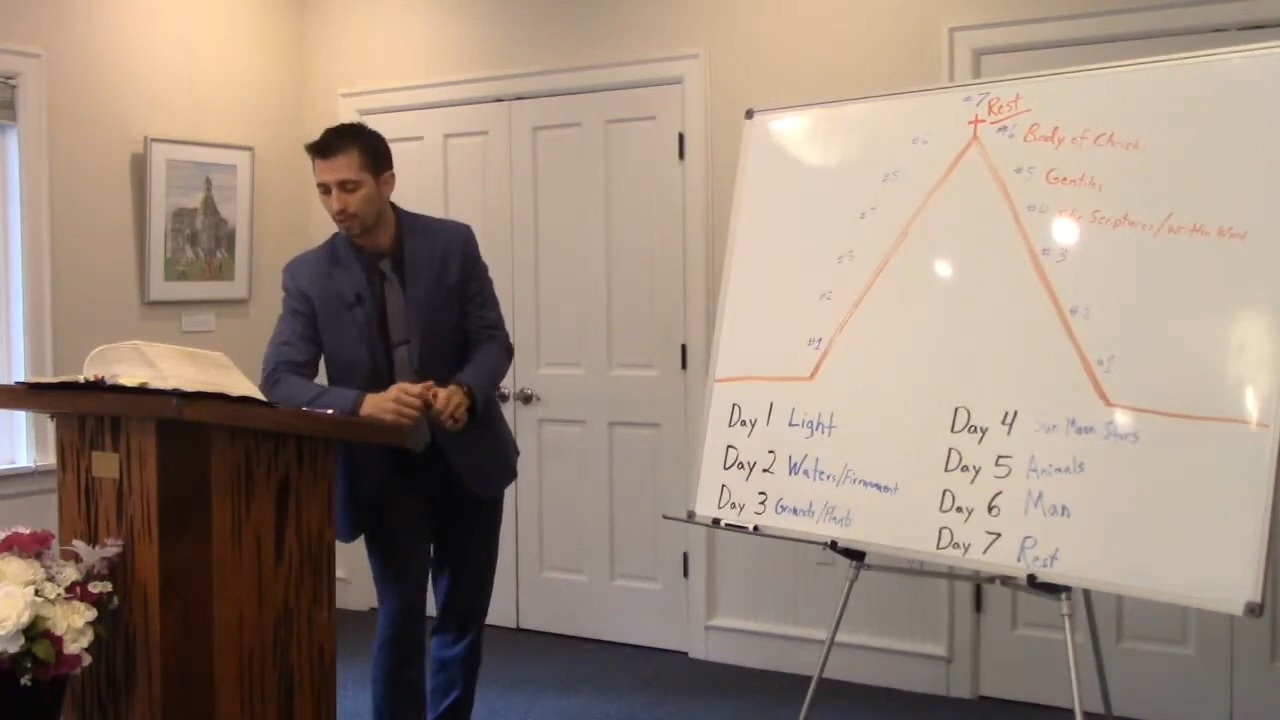 #7 Rest
#6 #6 Body of Christ
#5 #5 Gentiles
#4 #4 The Scriptures/Written Word
#3 #3
#2 #2
#1 #1
Day 1 Light
Day 2 Waters/Firmament
Day 3 Grounds/Plants
Day 4 Sun Moon Stars
Day 5 Animals
Day 6 Man
Day 7 Rest